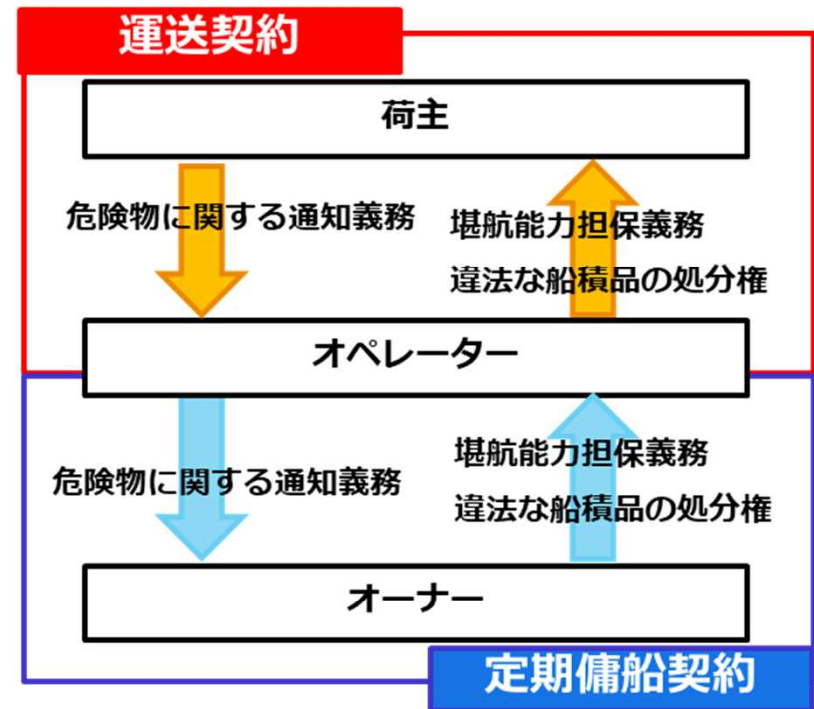 運送契約
荷主
危険物に関する通知義務
堪航能力担保義務
違法な船積品の処分権
オペレーター
危険物に関する通知義務
堪航能力担保義務
違法な船積品の処分権
オーナー
定期傭船契約